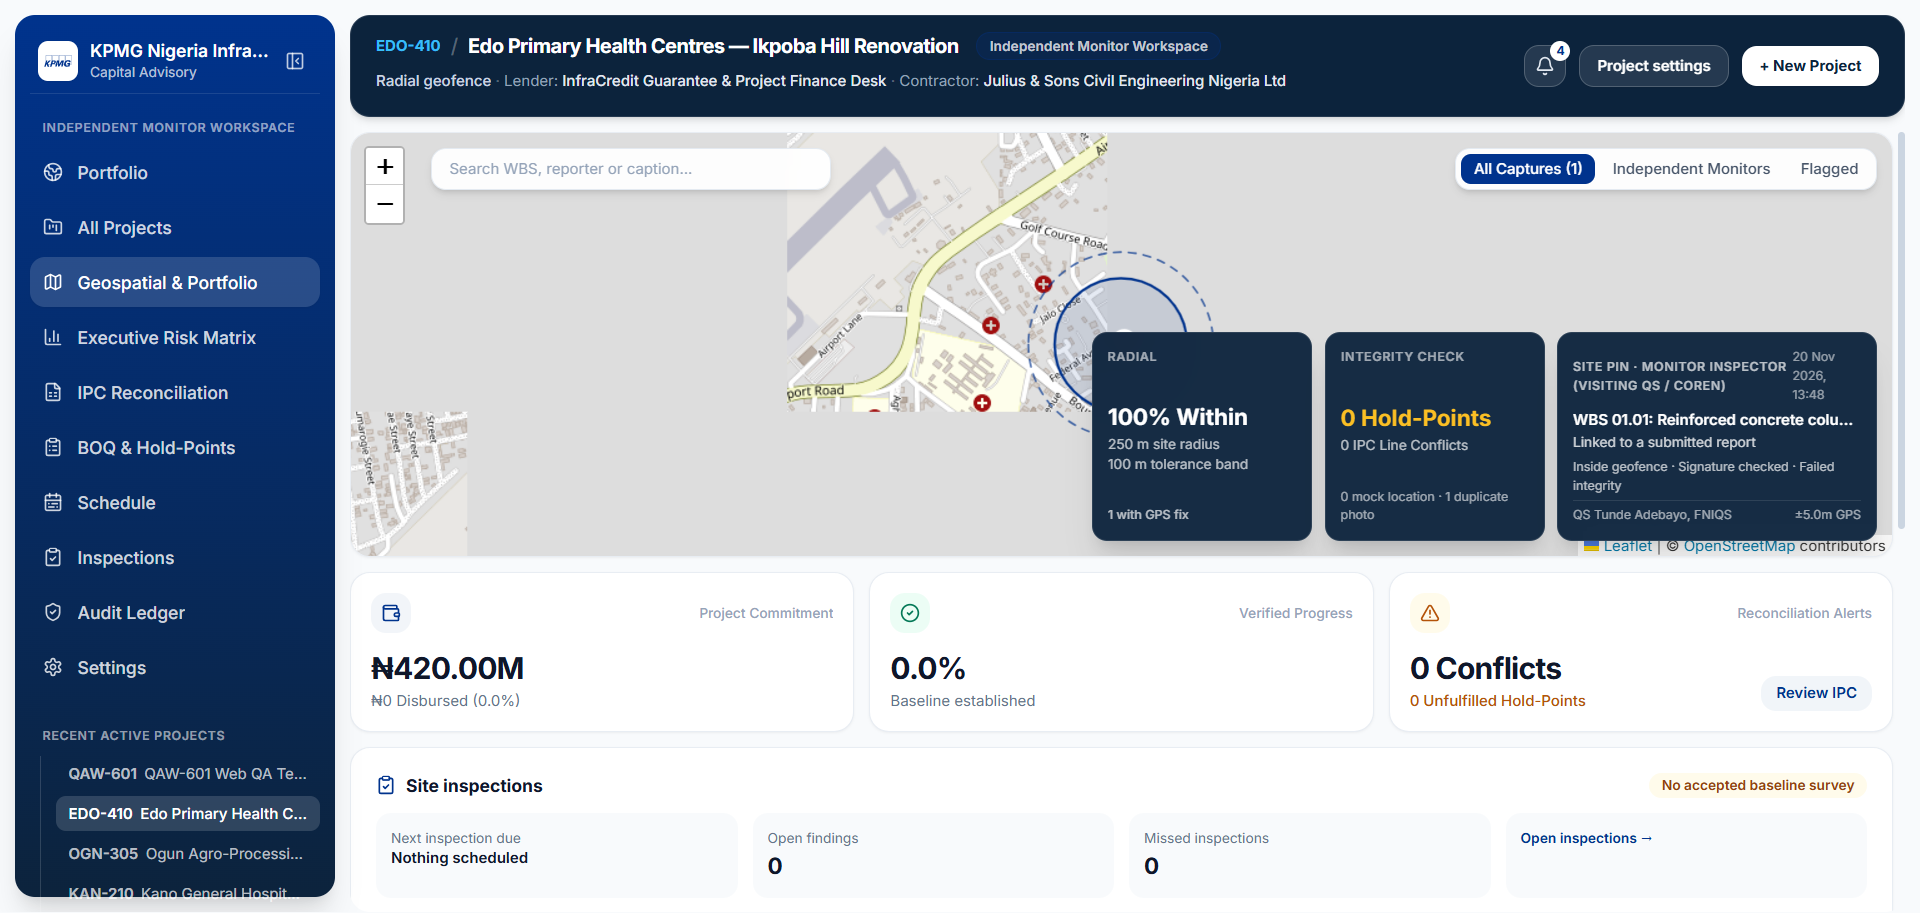 KPMG
KPMG Nigeria Infra...
Capital Advisory
INDEPENDENT MONITOR WORKSPACE
Portfolio
All Projects
Geospatial & Portfolio
Executive Risk Matrix
IPC Reconciliation
BOQ & Hold-Points
Schedule
Inspections
Audit Ledger
Settings
RECENT ACTIVE PROJECTS
QAW-601 QAW-601 Web QA Te...
EDO-410 Edo Primary Health C...
OGN-305 Ogun Agro-Processi...
KAN-210 Kano General Hospit...
EDO-410 / Edo Primary Health Centres — Ikpoba Hill Renovation Independent Monitor Workspace
Radial geofence · Lender: InfraCredit Guarantee & Project Finance Desk · Contractor: Julius & Sons Civil Engineering Nigeria Ltd
4
Project settings
+ New Project
+
−
Search WBS, reporter or caption...
All Captures (1) Independent Monitors Flagged
Golf Course Road
Jalo Close
Airport Lane
port Road
Street
RADIAL
100% Within
250 m site radius
100 m tolerance band
1 with GPS fix
INTEGRITY CHECK
0 Hold-Points
0 IPC Line Conflicts
0 mock location · 1 duplicate
photo
SITE PIN · MONITOR INSPECTOR
(VISITING QS / COREN)
20 Nov
2026,
13:48
WBS 01.01: Reinforced concrete colu...
Linked to a submitted report
Inside geofence · Signature checked · Failed
integrity
QS Tunde Adebayo, FNIQS ±5.0m GPS
Leaflet | © OpenStreetMap contributors
Project Commitment
₦420.00M
₦0 Disbursed (0.0%)
Verified Progress
0.0%
Baseline established
Reconciliation Alerts
0 Conflicts
0 Unfulfilled Hold-Points
Review IPC
Site inspections
No accepted baseline survey
Next inspection due
Nothing scheduled
Open findings
0
Missed inspections
0
Open inspections →